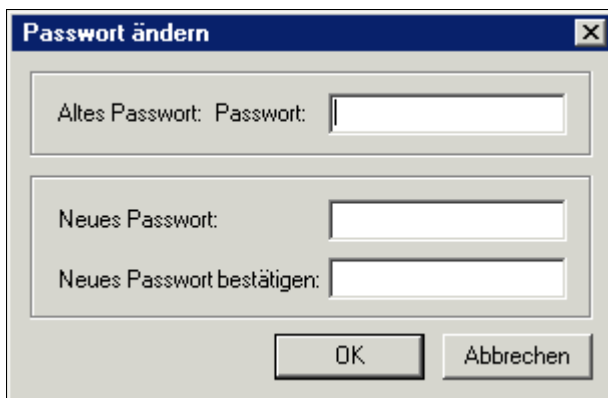 Passwort ändern
Altes Passwort: Passwort:
Neues Passwort:
Neues Passwort bestätigen:
OK Abbrechen